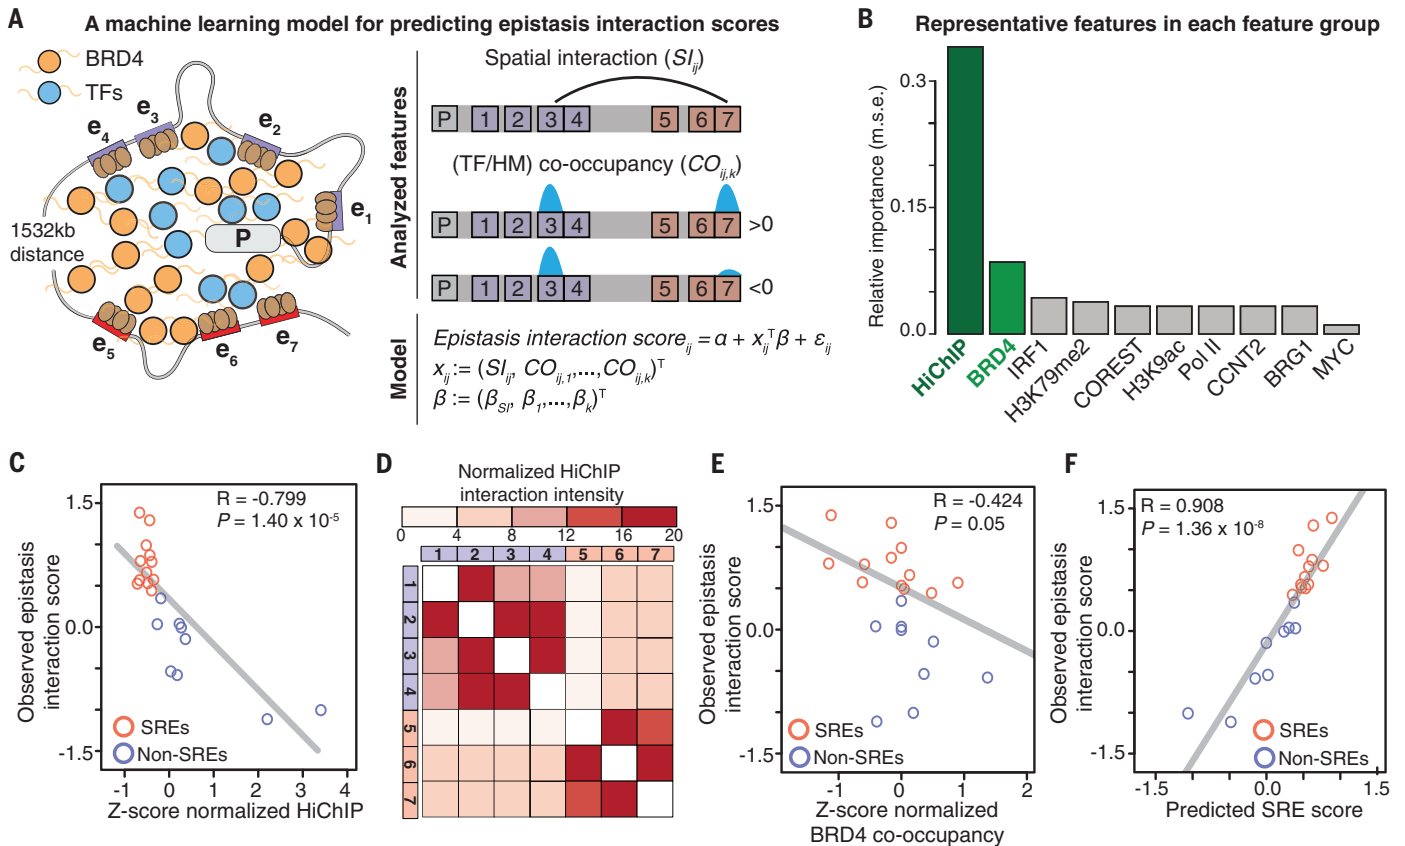 A
A machine learning model for predicting epistasis interaction scores
BRD4
TFs
e4
e3
e2
e1
1532kb
distance
P
e5
e6
e7
Analyzed features
Spatial interaction (SIij)
P 1 2 3 4 5 6 7
(TF/HM) co-occupancy (COij,k)
P 1 2 3 4 5 6 7 >0
P 1 2 3 4 5 6 7 <0
Model
Epistasis interaction scoreij = α + xijᵀβ + εij
xij := (SIij, COij,1,...,COij,k)ᵀ
β := (βSI, β1,...,βk)ᵀ
B
Representative features in each feature group
Relative importance (m.s.e.)
0.3
0.15
0.0
HiChIP
BRD4
IRF1
H3K79me2
COREST
H3K9ac
Pol II
CCNT2
BRG1
MYC
C
Observed epistasis
interaction score
1.5
0.0
-1.5
R = -0.799
P = 1.40 x 10-5
SREs
Non-SREs
-1 0 1 2 3 4
Z-score normalized HiChIP
D
Normalized HiChIP
interaction intensity
0 4 8 12 16 20
1 2 3 4 5 6 7
1
2
3
4
5
6
7
E
Observed epistasis
interaction score
1.5
0.0
-1.5
R = -0.424
P = 0.05
SREs
Non-SREs
-1 0 1 2
Z-score normalized
BRD4 co-occupancy
F
Observed epistasis
interaction score
1.5
0.0
-1.5
R = 0.908
P = 1.36 x 10-8
SREs
Non-SREs
-1.5 0.0 1.5
Predicted SRE score